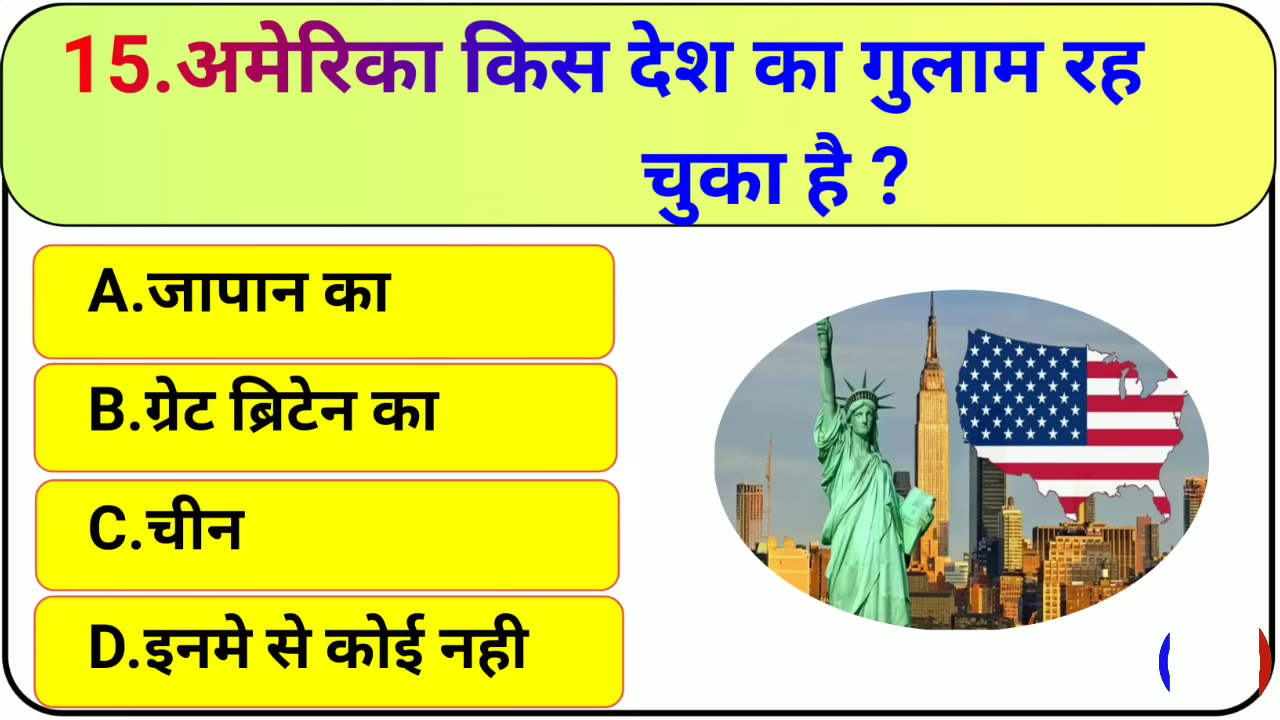 15.अमेरिका किस देश का गुलाम रह
चुका है ?
A.जापान का
B.ग्रेट ब्रिटेन का
C.चीन
D.इनमे से कोई नही